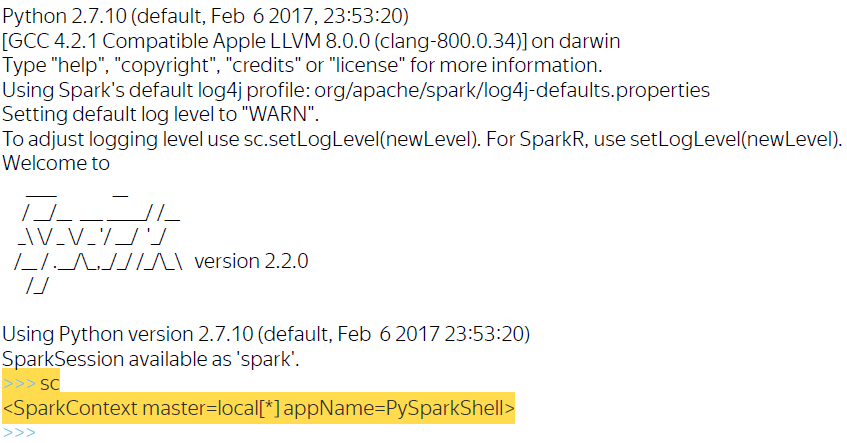 Python 2.7.10 (default, Feb  6 2017, 23:53:20)
[GCC 4.2.1 Compatible Apple LLVM 8.0.0 (clang-800.0.34)] on darwin
Type "help", "copyright", "credits" or "license" for more information.
Using Spark's default log4j profile: org/apache/spark/log4j-defaults.properties
Setting default log level to "WARN".
To adjust logging level use sc.setLogLevel(newLevel). For SparkR, use setLogLevel(newLevel).
Welcome to
      ____              __
     / __/__  ___ _____/ /__
    _\ \/ _ \/ _ `/ __/  '_/
   /__ / .__/\_,_/_/ /_/\_\   version 2.2.0
      /_/
Using Python version 2.7.10 (default, Feb  6 2017 23:53:20)
SparkSession available as 'spark'.
>>> sc
<SparkContext master=local[*] appName=PySparkShell>
>>>